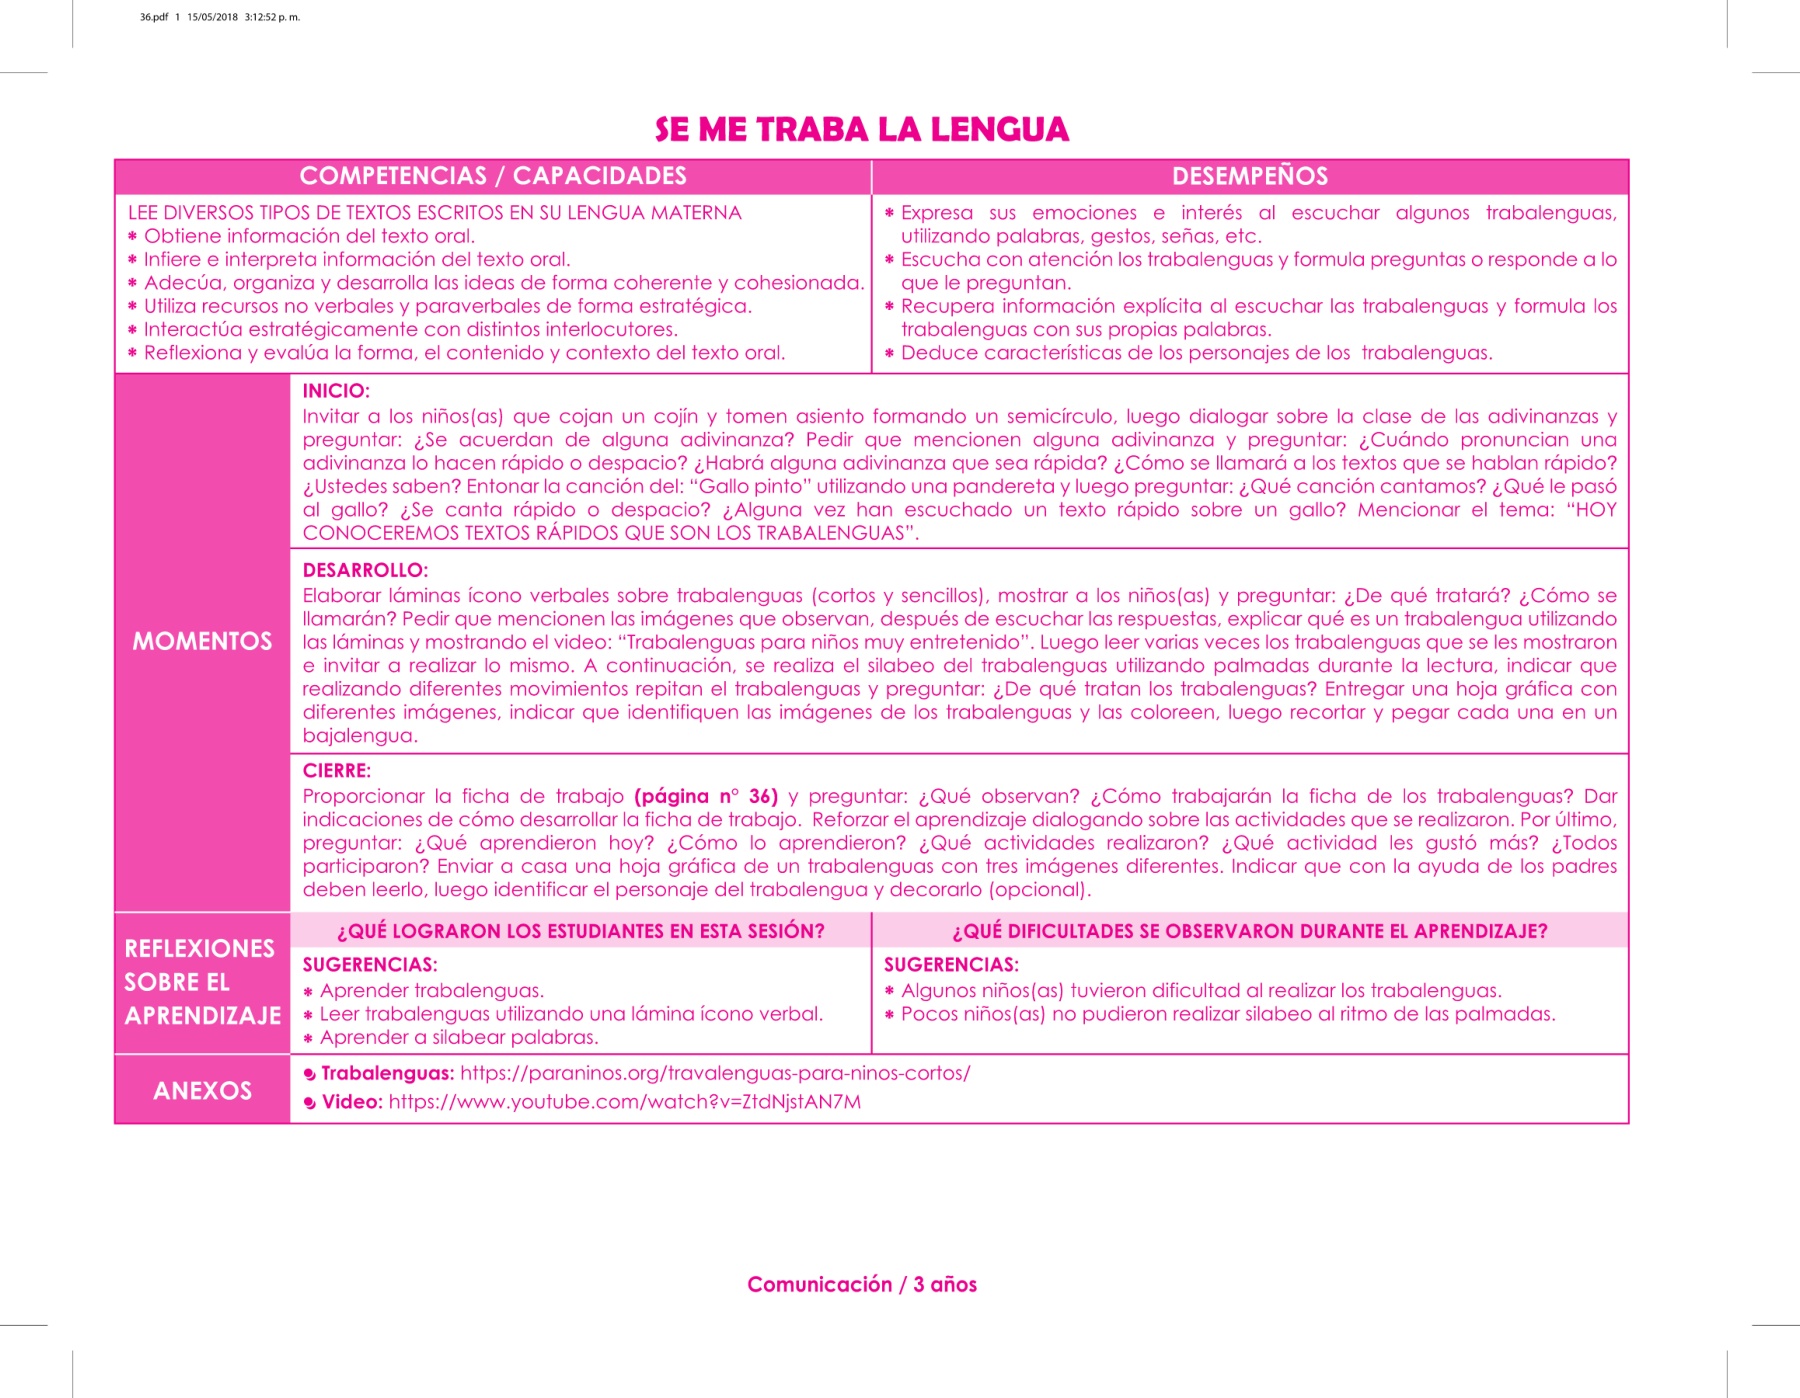 36.pdf 1 15/05/2018 3:12:52 p. m.
SE ME TRABA LA LENGUA
COMPETENCIAS / CAPACIDADES
LEE DIVERSOS TIPOS DE TEXTOS ESCRITOS EN SU LENGUA MATERNA
* Obtiene información del texto oral.
* Infiere e interpreta información del texto oral.
* Adecúa, organiza y desarrolla las ideas de forma coherente y cohesionada.
* Utiliza recursos no verbales y paraverbales de forma estratégica.
* Interactúa estratégicamente con distintos interlocutores.
* Reflexiona y evalúa la forma, el contenido y contexto del texto oral.
DESEMPEÑOS
* Expresa sus emociones e interés al escuchar algunos trabalenguas,
utilizando palabras, gestos, señas, etc.
* Escucha con atención los trabalenguas y formula preguntas o responde a lo
que le preguntan.
* Recupera información explícita al escuchar las trabalenguas y formula los
trabalenguas con sus propias palabras.
* Deduce características de los personajes de los trabalenguas.
MOMENTOS
INICIO:
Invitar a los niños(as) que cojan un cojín y tomen asiento formando un semicírculo, luego dialogar sobre la clase de las adivinanzas y
preguntar: ¿Se acuerdan de alguna adivinanza? Pedir que mencionen alguna adivinanza y preguntar: ¿Cuándo pronuncian una
adivinanza lo hacen rápido o despacio? ¿Habrá alguna adivinanza que sea rápida? ¿Cómo se llamará a los textos que se hablan rápido?
¿Ustedes saben? Entonar la canción del: “Gallo pinto” utilizando una pandereta y luego preguntar: ¿Qué canción cantamos? ¿Qué le pasó
al gallo? ¿Se canta rápido o despacio? ¿Alguna vez han escuchado un texto rápido sobre un gallo? Mencionar el tema: “HOY
CONOCEREMOS TEXTOS RÁPIDOS QUE SON LOS TRABALENGUAS”.
DESARROLLO:
Elaborar láminas ícono verbales sobre trabalenguas (cortos y sencillos), mostrar a los niños(as) y preguntar: ¿De qué tratará? ¿Cómo se
llamarán? Pedir que mencionen las imágenes que observan, después de escuchar las respuestas, explicar qué es un trabalengua utilizando
las láminas y mostrando el video: “Trabalenguas para niños muy entretenido”. Luego leer varias veces los trabalenguas que se les mostraron
e invitar a realizar lo mismo. A continuación, se realiza el silabeo del trabalenguas utilizando palmadas durante la lectura, indicar que
realizando diferentes movimientos repitan el trabalenguas y preguntar: ¿De qué tratan los trabalenguas? Entregar una hoja gráfica con
diferentes imágenes, indicar que identifiquen las imágenes de los trabalenguas y las coloreen, luego recortar y pegar cada una en un
bajalengua.
CIERRE:
Proporcionar la ficha de trabajo (página n° 36) y preguntar: ¿Qué observan? ¿Cómo trabajarán la ficha de los trabalenguas? Dar
indicaciones de cómo desarrollar la ficha de trabajo. Reforzar el aprendizaje dialogando sobre las actividades que se realizaron. Por último,
preguntar: ¿Qué aprendieron hoy? ¿Cómo lo aprendieron? ¿Qué actividades realizaron? ¿Qué actividad les gustó más? ¿Todos
participaron? Enviar a casa una hoja gráfica de un trabalenguas con tres imágenes diferentes. Indicar que con la ayuda de los padres
deben leerlo, luego identificar el personaje del trabalengua y decorarlo (opcional).
REFLEXIONES
SOBRE EL
APRENDIZAJE
¿QUÉ LOGRARON LOS ESTUDIANTES EN ESTA SESIÓN?
SUGERENCIAS:
* Aprender trabalenguas.
* Leer trabalenguas utilizando una lámina ícono verbal.
* Aprender a silabear palabras.
¿QUÉ DIFICULTADES SE OBSERVARON DURANTE EL APRENDIZAJE?
SUGERENCIAS:
* Algunos niños(as) tuvieron dificultad al realizar los trabalenguas.
* Pocos niños(as) no pudieron realizar silabeo al ritmo de las palmadas.
ANEXOS
Trabalenguas: https://paraninos.org/travalenguas-para-ninos-cortos/
Video: https://www.youtube.com/watch?v=ZtdNjstAN7M
Comunicación / 3 años